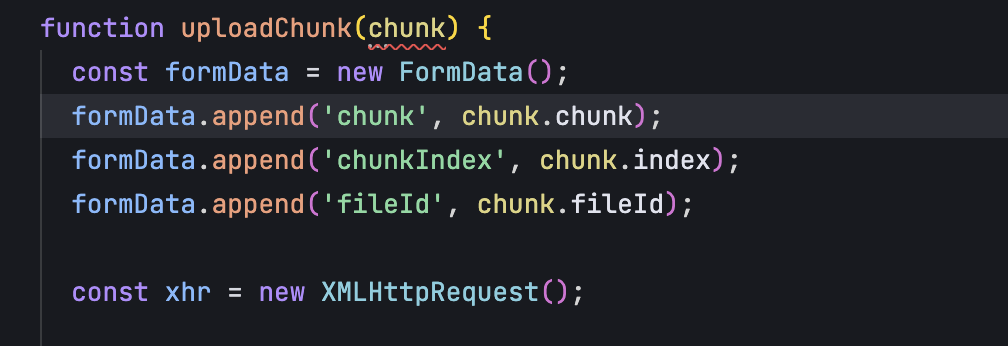 function uploadChunk(chunk) {
const formData = new FormData();
formData.append('chunk', chunk.chunk);
formData.append('chunkIndex', chunk.index);
formData.append('fileId', chunk.fileId);
const xhr = new XMLHttpRequest();